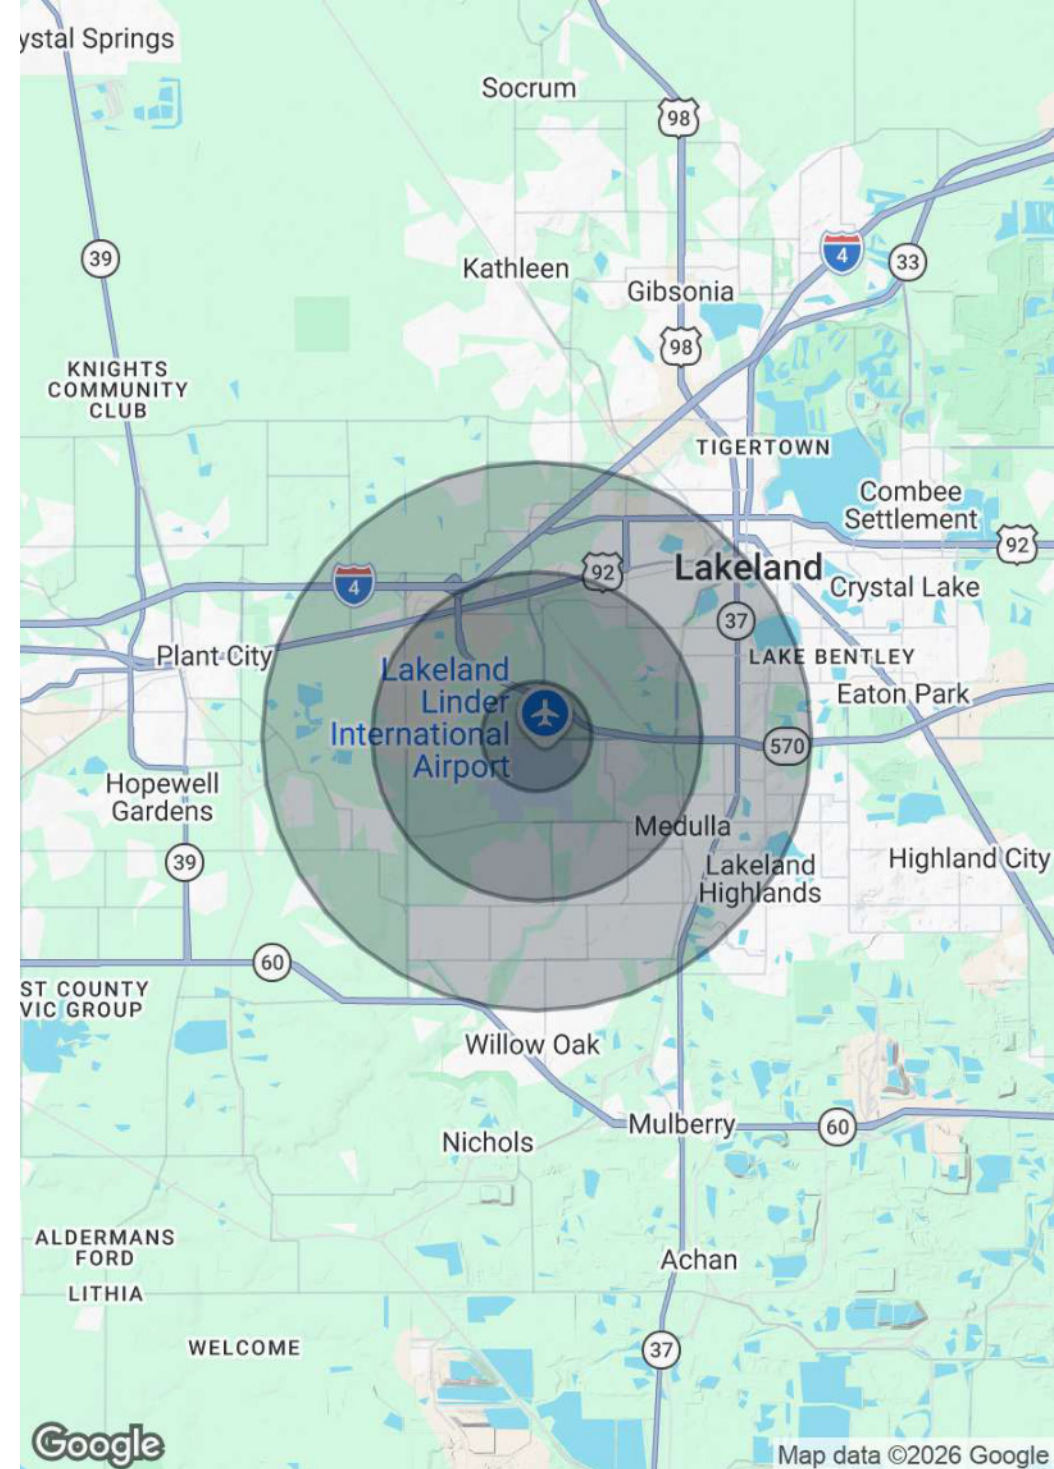 ystal Springs
Socrum
98
39
Kathleen
4
33
Gibsonia
98
KNIGHTS
COMMUNITY
CLUB
TIGERTOWN
Combee
Settlement
92
4
92
Lakeland
Crystal Lake
37
Plant City
LAKE BENTLEY
Lakeland
Linder
International
Airport
Eaton Park
570
Hopewell
Gardens
Medulla
39
Lakeland
Highlands
Highland City
60
ST COUNTY
VIC GROUP
Willow Oak
Mulberry
60
Nichols
ALDERMANS
FORD
Achan
LITHIA
WELCOME
37
Google
Map data ©2026 Google